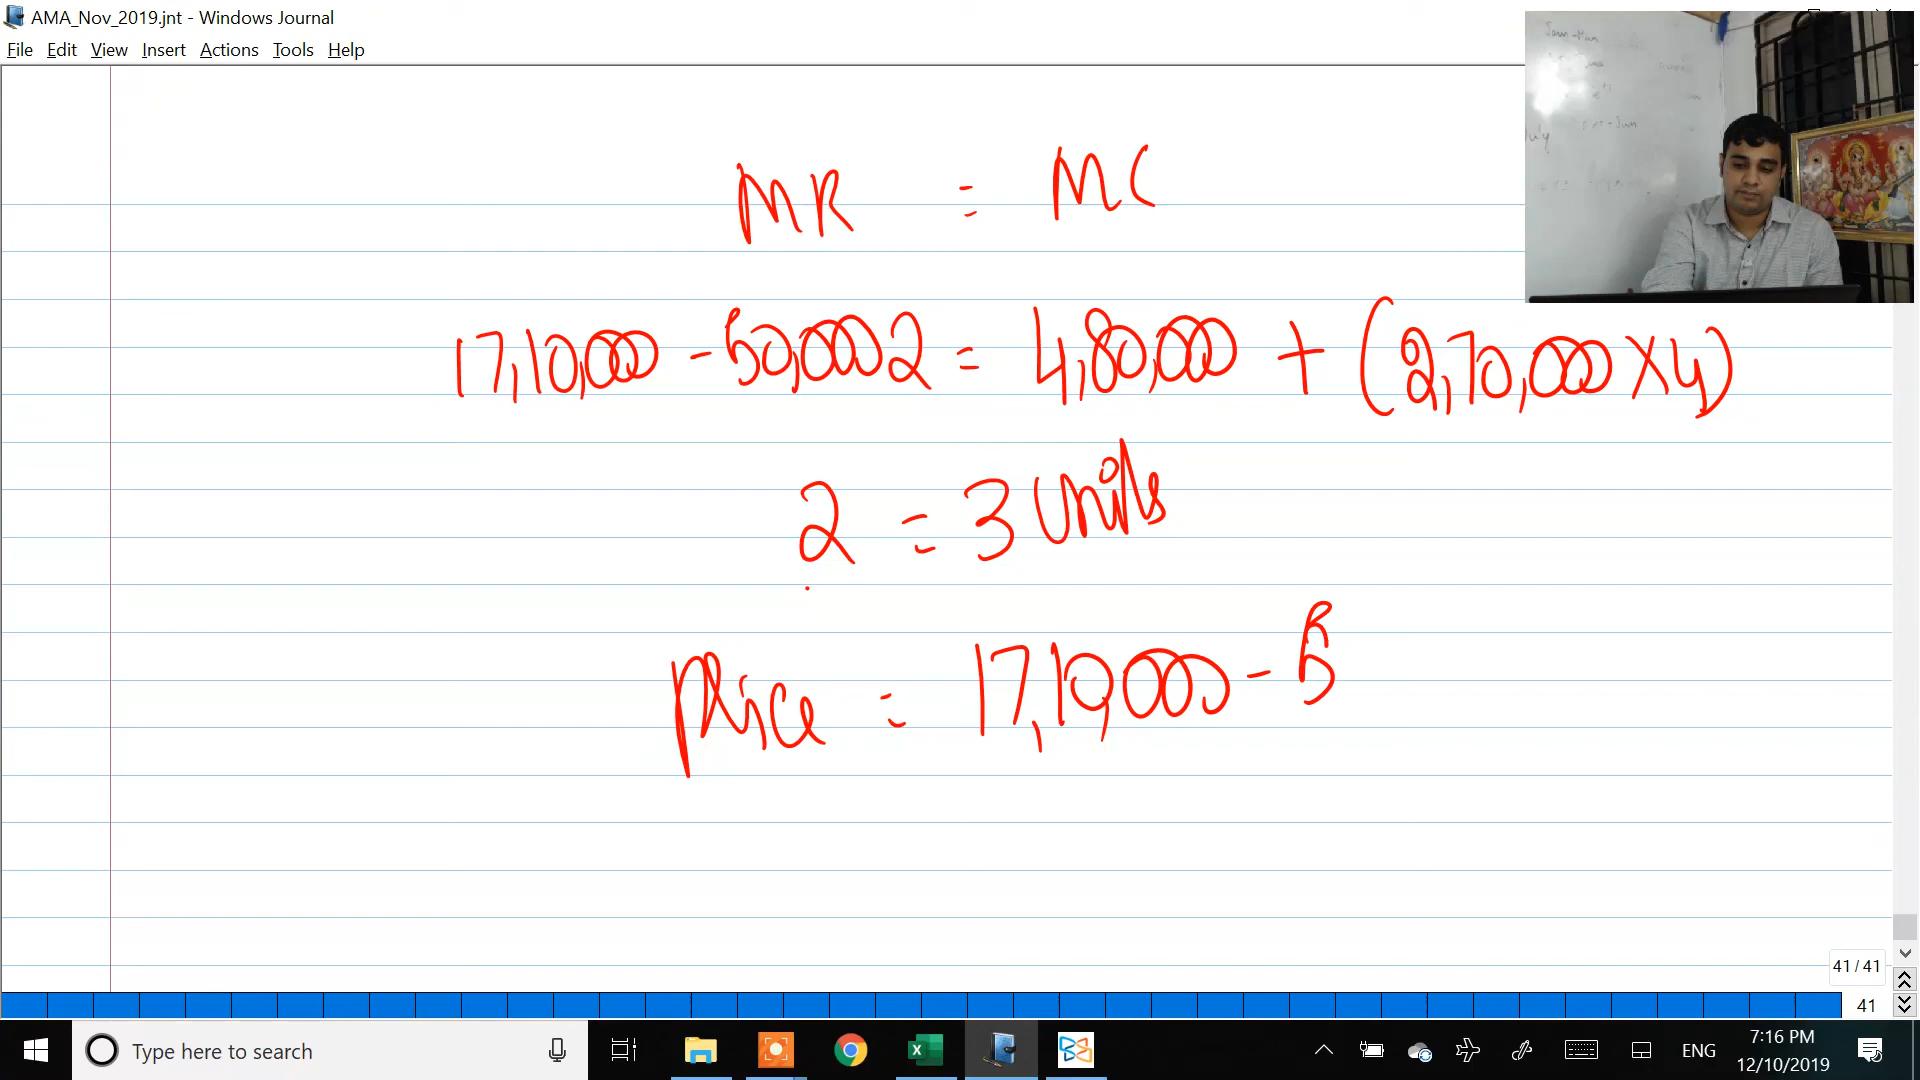 AMA_Nov_2019.jnt - Windows Journal
File Edit View Insert Actions Tools Help
MR = MC
17,10,000 - 50,0002 = 4,80,000 + (2,70,000 x 4)
2 = 3 Units
Price = 17,10,000 -
41 / 41
41
Type here to search
ENG
7:16 PM
12/10/2019